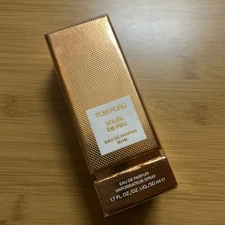 TOM FORD
SOLEIL
DE FEU
EAU DE PARFUM
50 ML
EAU DE PARFUM
VAPORISATEUR SPRAY
1.7 FL. OZ./OZ. LIQ./50 ml ℮